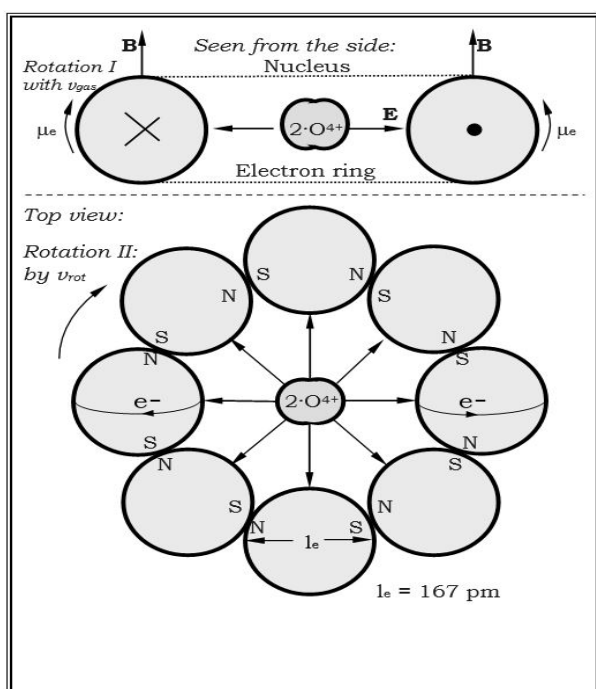 B
Seen from the side:
B
Rotation I
with vgas
Nucleus
μe
2·O⁴⁺
E
μe
Electron ring
Top view:
Rotation II:
by vrot
S
N
N
S
S
N
N
S
e−
2·O⁴⁺
e−
S
N
N
S
S
N
N
S
lₑ
lₑ = 167 pm